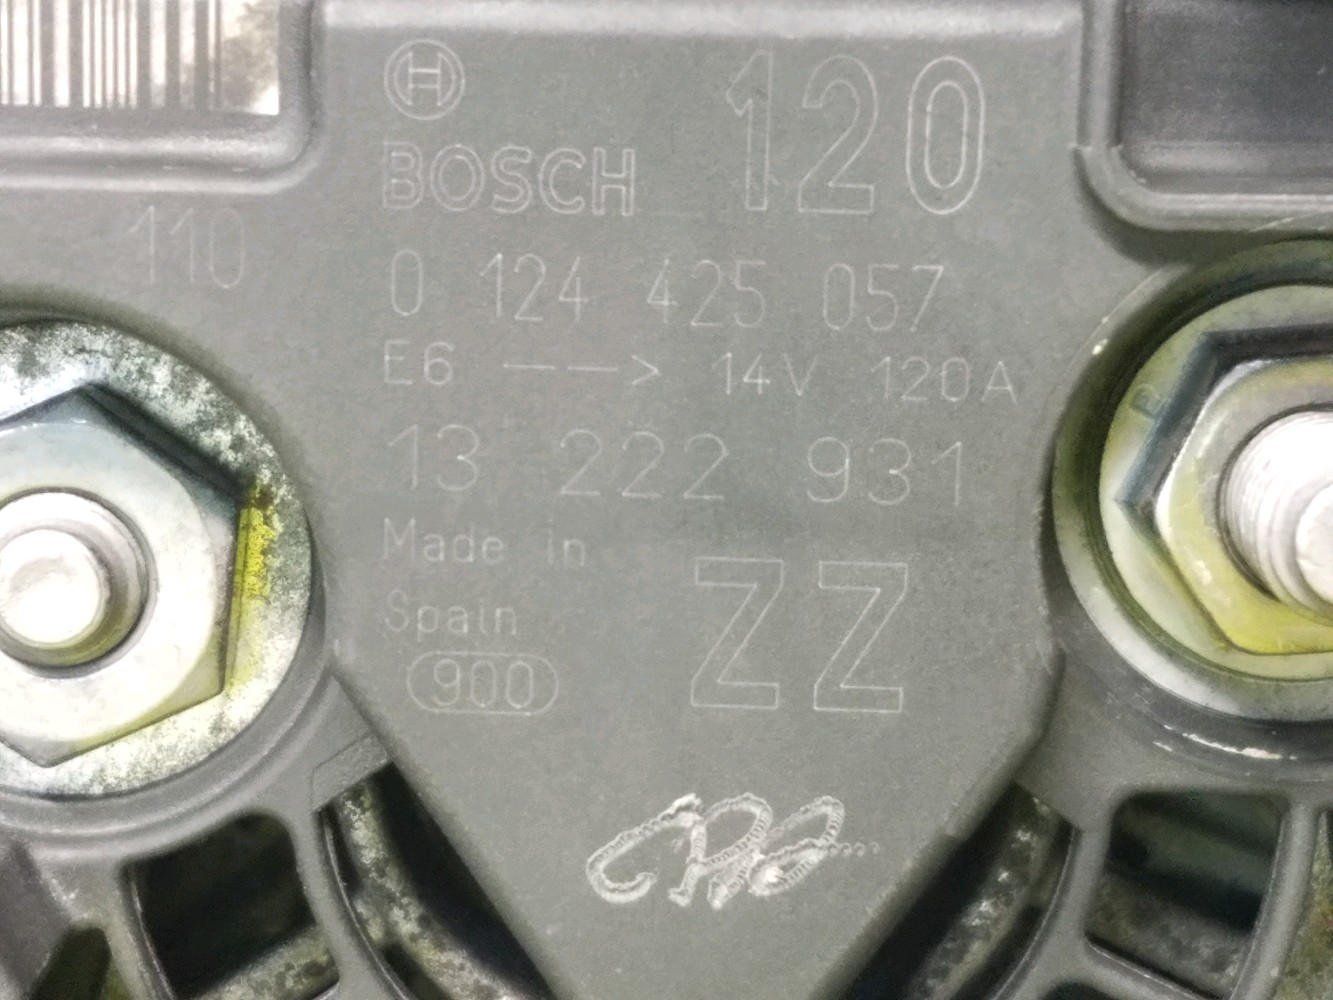 120
BOSCH
110
0 124 425 057
E6 --> 14V 120A
13 222 931
Made in
Spain
ZZ
900